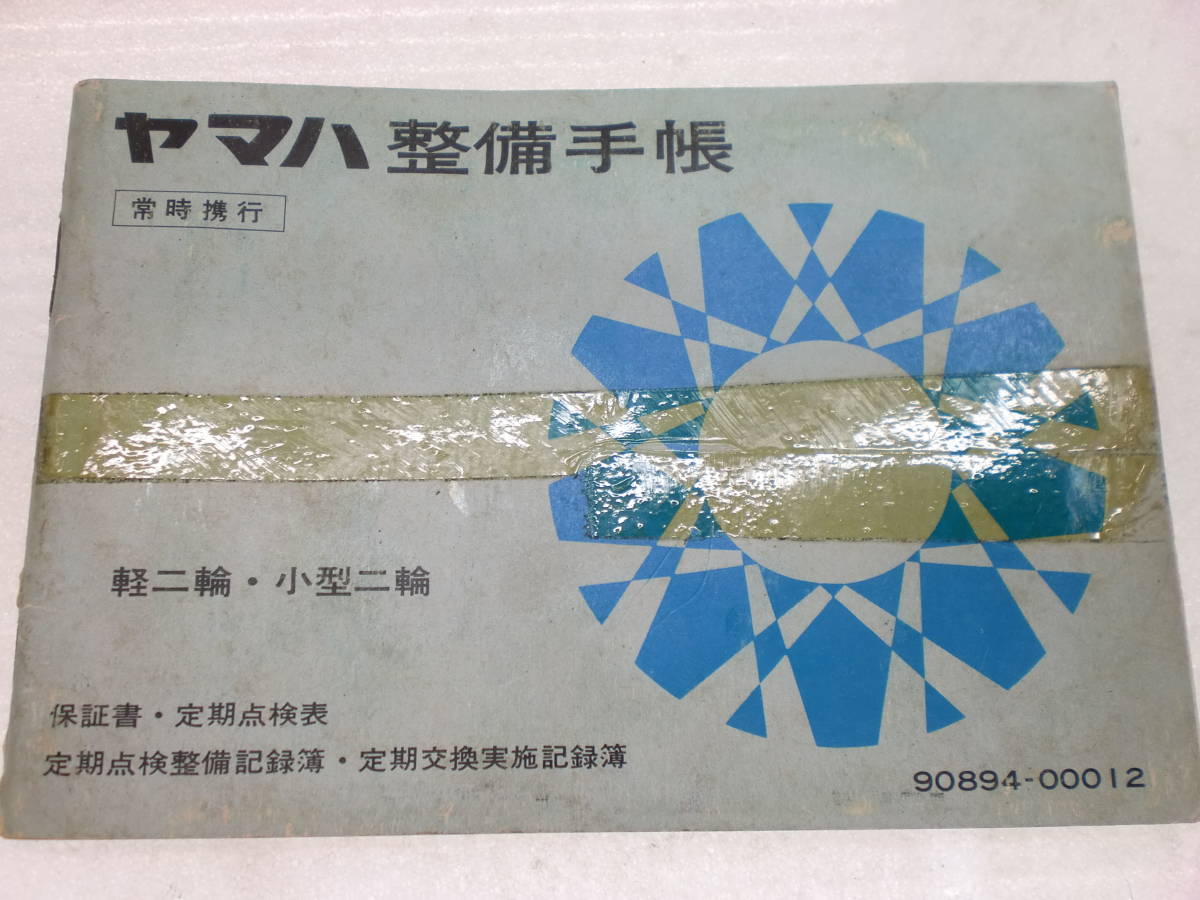 ヤマハ 整備手帳
常時携行
軽二輪・小型二輪
保証書・定期点検表
定期点検整備記録簿・定期交換実施記録簿
90894-00012